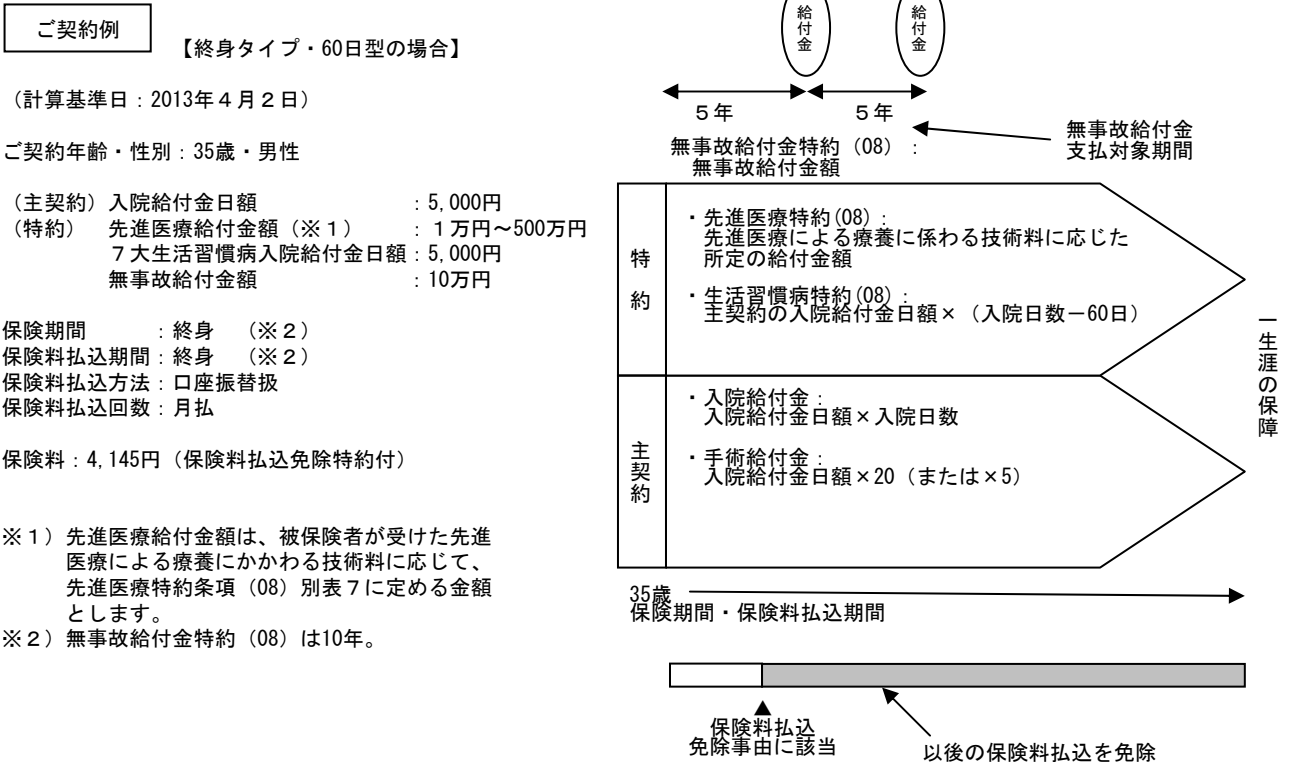 ご契約例
【終身タイプ・60日型の場合】
（計算基準日：2013年４月２日）
ご契約年齢・性別：35歳・男性
（主契約）入院給付金日額　：5,000円
（特約）　先進医療給付金額（※１）　：１万円～500万円
７大生活習慣病入院給付金日額：5,000円
無事故給付金額　：10万円
保険期間　：終身　（※２）
保険料払込期間：終身　（※２）
保険料払込方法：口座振替扱
保険料払込回数：月払
保険料：4,145円（保険料払込免除特約付）
※１）先進医療給付金額は、被保険者が受けた先進
医療による療養にかかわる技術料に応じて、
先進医療特約条項（08）別表７に定める金額
とします。
※２）無事故給付金特約（08）は10年。
給付金
給付金
５年
５年
無事故給付金特約（08）：
無事故給付金額
無事故給付金
支払対象期間
特約
・先進医療特約(08)：
先進医療による療養に係わる技術料に応じた
所定の給付金額
・生活習慣病特約(08)：
主契約の入院給付金日額×（入院日数－60日）
主契約
・入院給付金：
入院給付金日額×入院日数
・手術給付金：
入院給付金日額×20（または×5）
一生涯の保障
35歳
保険期間・保険料払込期間
保険料払込
免除事由に該当
以後の保険料払込を免除